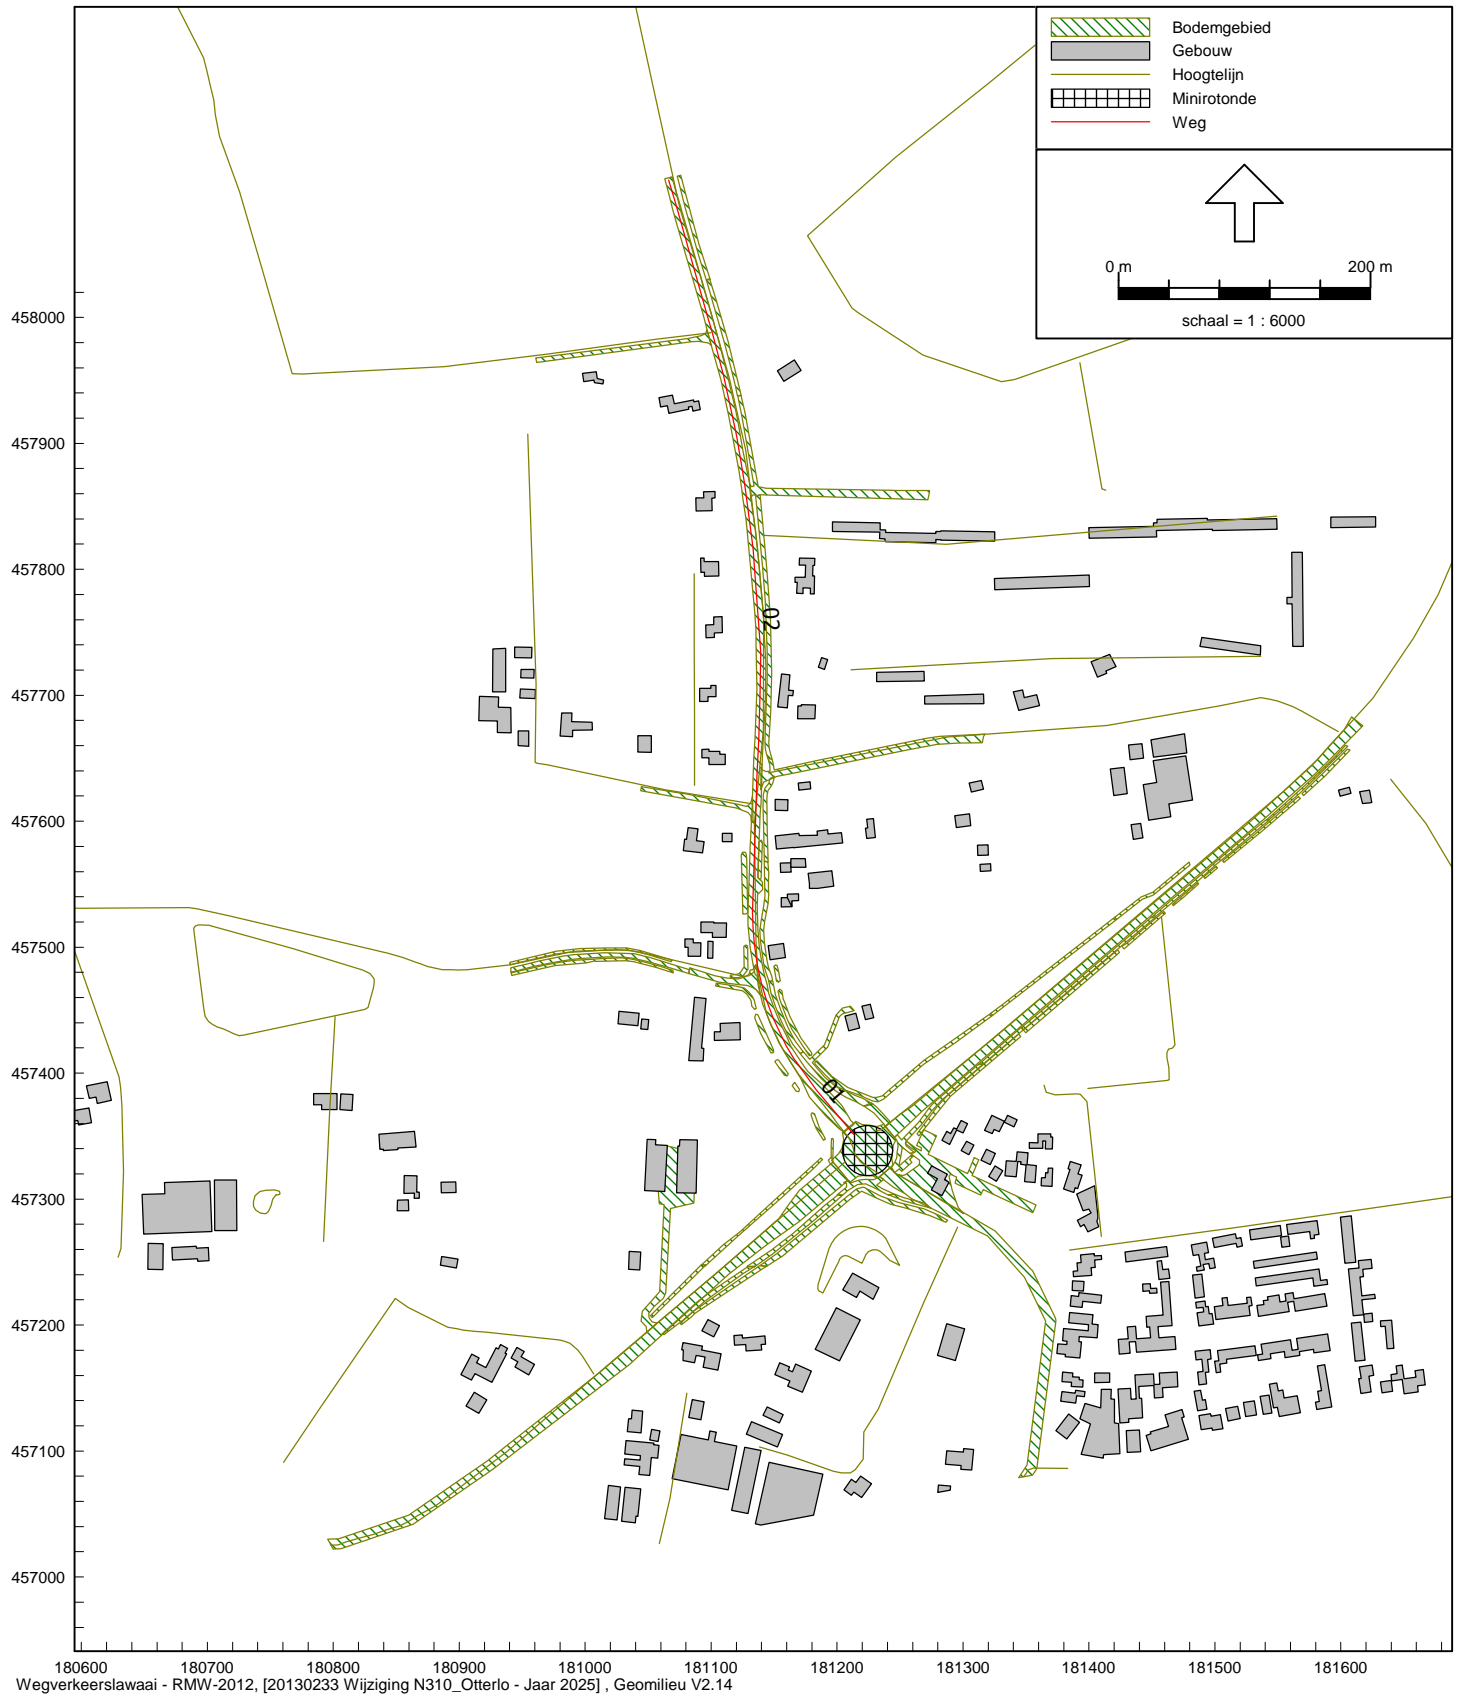 Bodemgebied
Gebouw
Hoogtelijn
Minirotonde
Weg
0 m 200 m
schaal = 1 : 6000
458000
457900
457800
02
457700
457600
457500
457400
01
457300
457200
457100
457000
180600 180700 180800 180900 181000 181100 181200 181300 181400 181500 181600
Wegverkeerslawaai - RMW-2012, [20130233 Wijziging N310_Otterlo - Jaar 2025] , Geomilieu V2.14